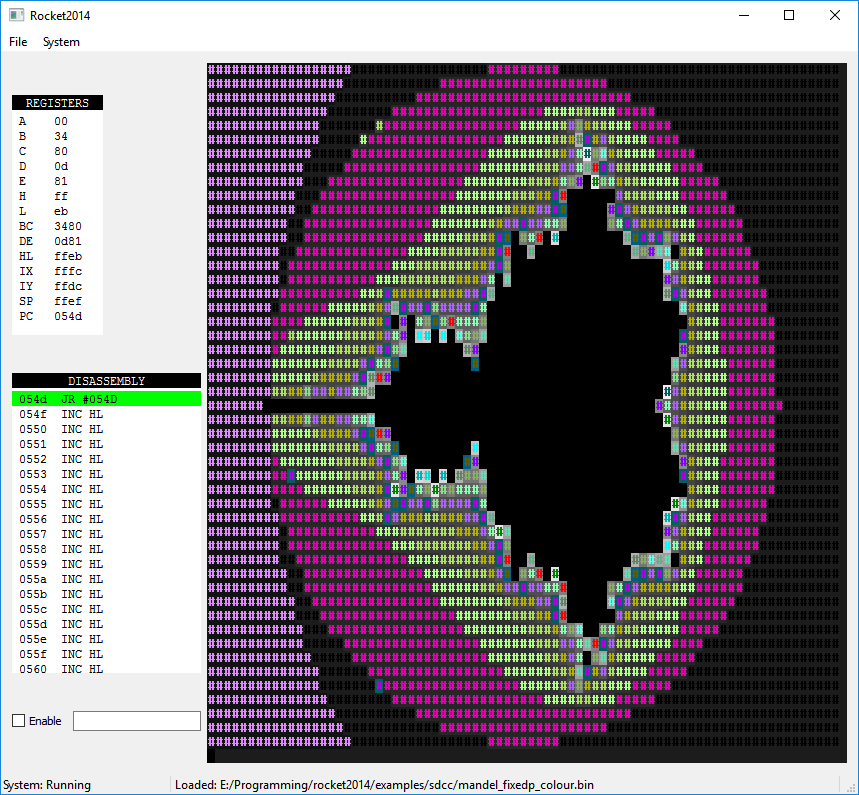 Rocket2014
File System
REGISTERS
A 00
B 34
C 80
D 0d
E 81
H ff
L eb
BC 3480
DE 0d81
HL ffeb
IX fffc
IY ffdc
SP ffef
PC 054d
DISASSEMBLY
054d JR #054D
054f INC HL
0550 INC HL
0551 INC HL
0552 INC HL
0553 INC HL
0554 INC HL
0555 INC HL
0556 INC HL
0557 INC HL
0558 INC HL
0559 INC HL
055a INC HL
055b INC HL
055c INC HL
055d INC HL
055e INC HL
055f INC HL
0560 INC HL
Enable
System: Running
Loaded: E:/Programming/rocket2014/examples/sdcc/mandel_fixedp_colour.bin